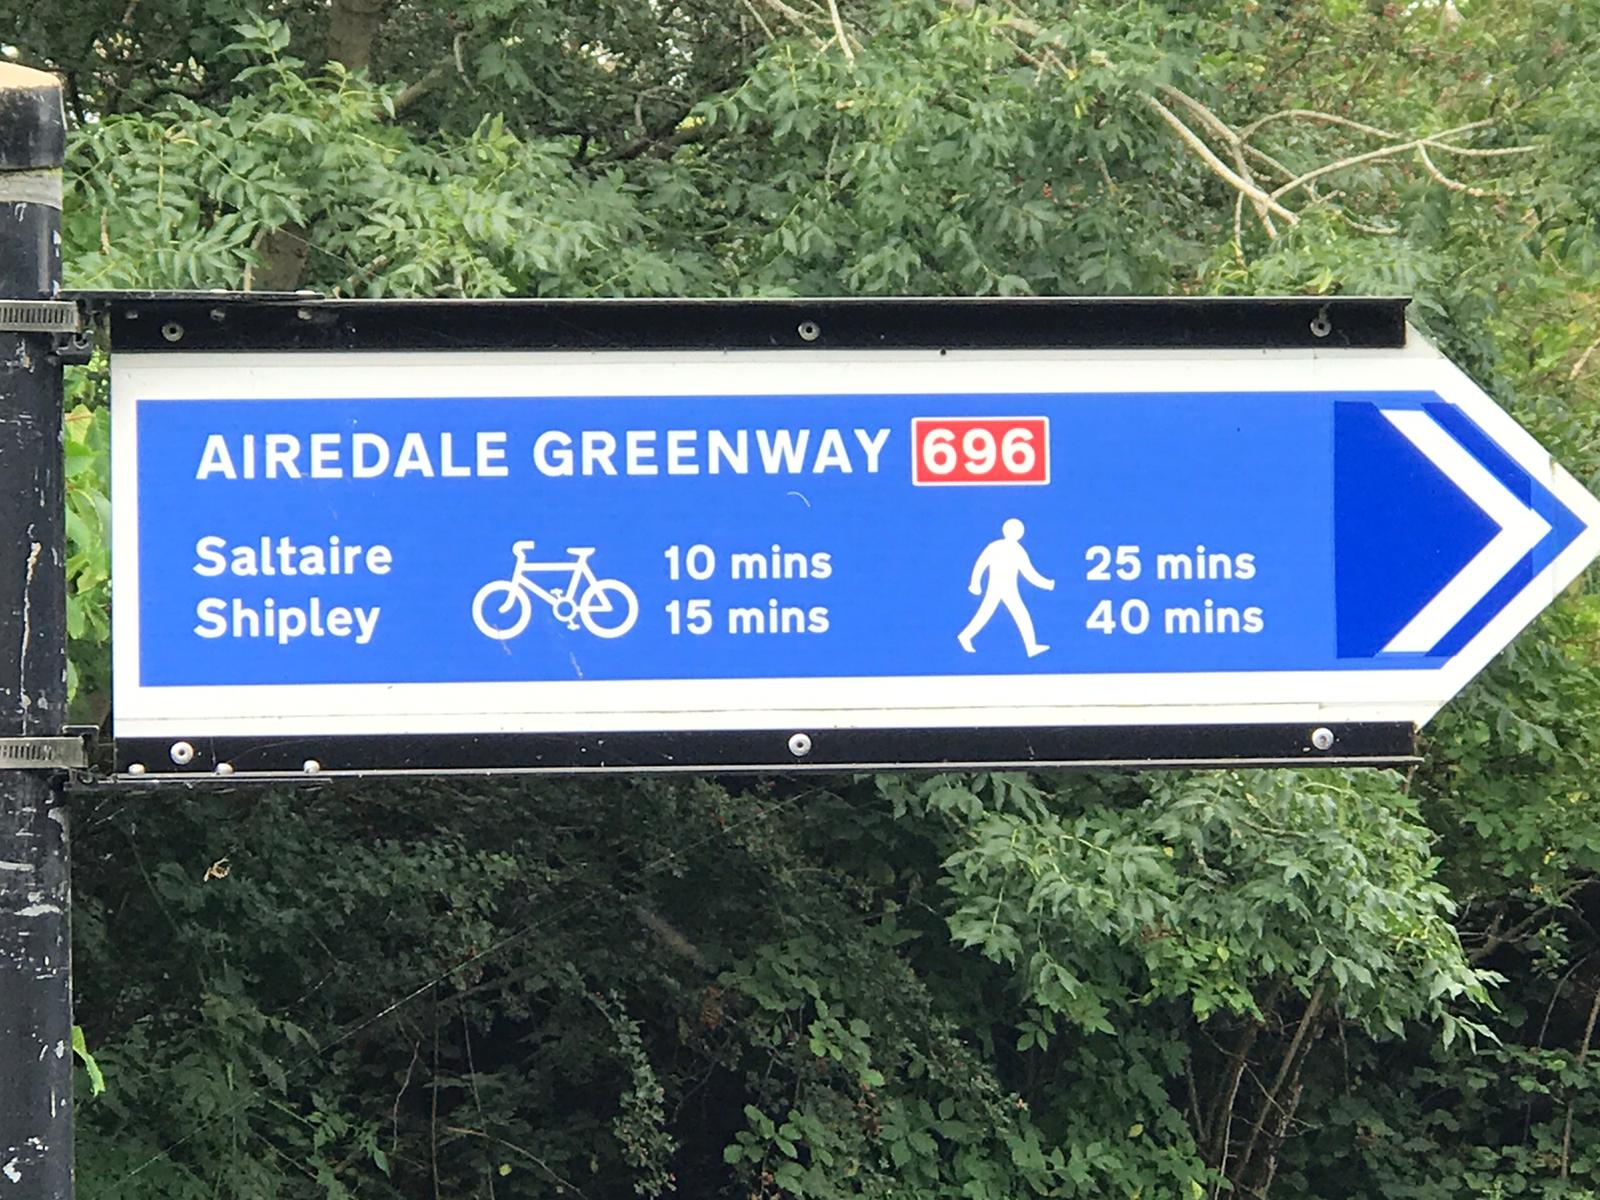 AIREDALE GREENWAY 696
Saltaire 10 mins 25 mins
Shipley 15 mins 40 mins